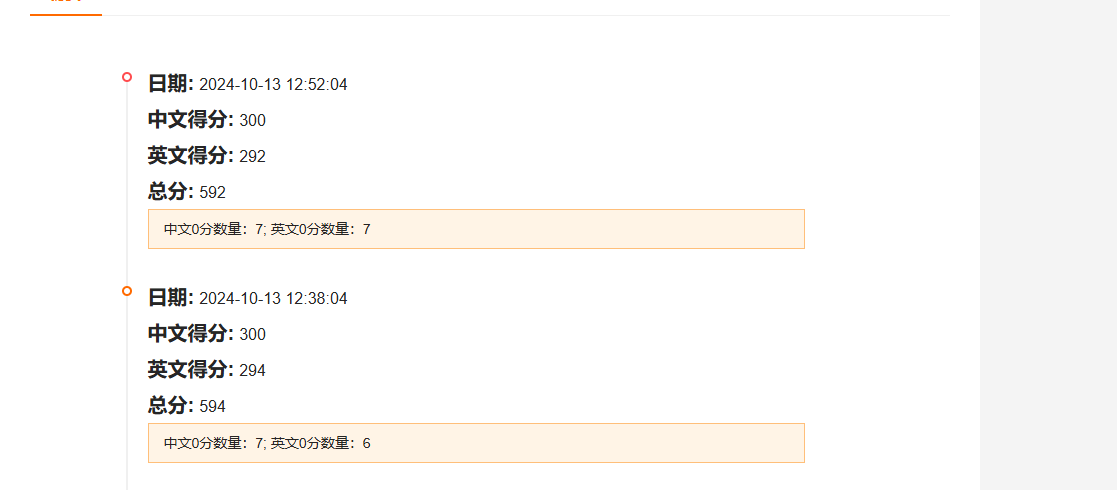 日期: 2024-10-13 12:52:04
中文得分: 300
英文得分: 292
总分: 592
中文0分数量：7; 英文0分数量：7
日期: 2024-10-13 12:38:04
中文得分: 300
英文得分: 294
总分: 594
中文0分数量：7; 英文0分数量：6